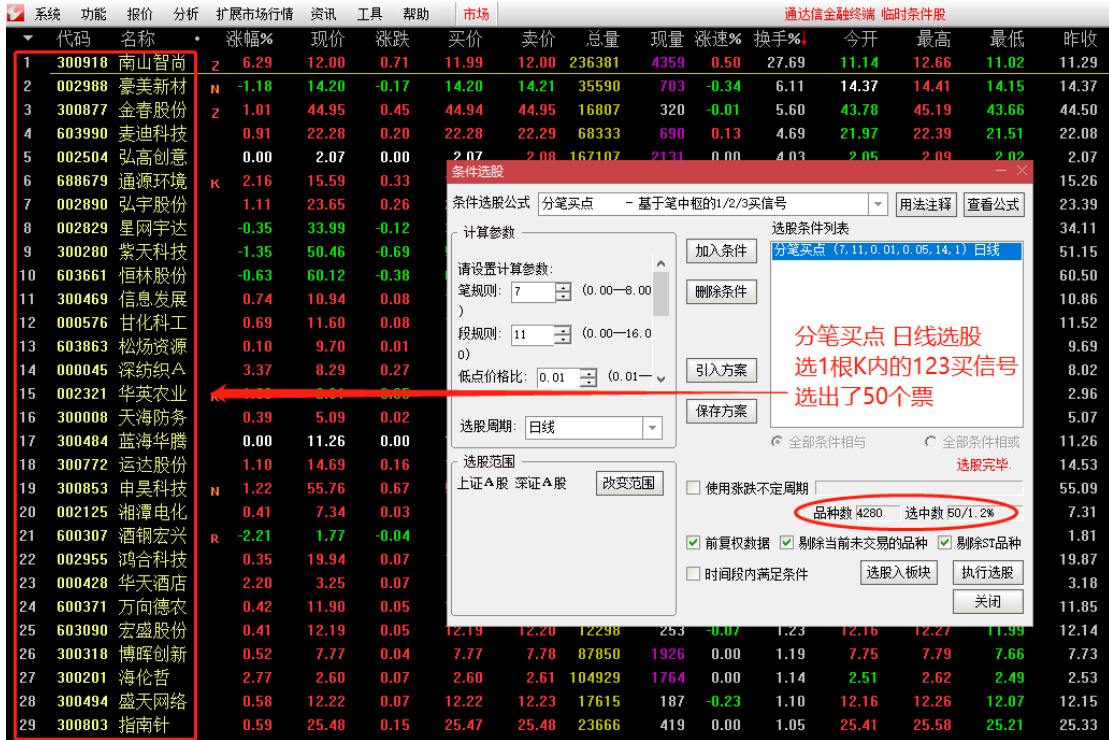 系统 功能 报价 分析 扩展市场行情 资讯 工具 帮助 市场 通达信金融终端 临时条件股
代码 名称 涨幅% 现价 涨跌 买价 卖价 总量 现量 涨速% 换手%↓ 今开 最高 最低 昨收
1 300918 南山智尚 Z 6.29 12.00 0.71 11.99 12.00 236381 4359 0.50 27.69 11.14 12.66 11.02 11.29
2 002988 豪美新材 N -1.18 14.20 -0.17 14.20 14.21 35590 703 -0.34 6.11 14.37 14.41 14.15 14.37
3 300877 金春股份 Z 1.01 44.95 0.45 44.94 44.95 16807 320 -0.01 5.60 43.78 45.19 43.66 44.50
4 603990 麦迪科技 0.91 22.28 0.20 22.28 22.29 68333 690 0.13 4.69 21.97 22.39 21.51 22.08
5 002504 弘高创意 0.00 2.07 0.00 2.07 2.08 167107 2131 0.00 4.03 2.05 2.09 2.02 2.07
6 688679 通源环境 K 2.16 15.59 0.33 15.26
7 002890 弘宇股份 1.11 23.65 0.26 23.39
8 002829 星网宇达 -0.35 33.99 -0.12 34.11
9 300280 紫天科技 -1.35 50.46 -0.69 51.15
10 603661 恒林股份 -0.63 60.12 -0.38 60.50
11 300469 信息发展 0.74 10.94 0.08 10.86
12 000576 甘化科工 0.69 11.60 0.08 11.52
13 603863 松炀资源 0.10 9.70 0.01 9.69
14 000045 深纺织A 3.37 8.29 0.27 8.02
15 002321 华英农业 2.96
16 300008 天海防务 0.39 5.09 0.02 5.07
17 300484 蓝海华腾 0.00 11.26 0.00 11.26
18 300772 运达股份 1.10 14.69 0.16 14.53
19 300853 申昊科技 N 1.22 55.76 0.67 55.09
20 002125 湘潭电化 0.41 7.34 0.03 7.31
21 600307 酒钢宏兴 R -2.21 1.77 -0.04 1.81
22 002955 鸿合科技 0.35 19.94 0.07 19.87
23 000428 华天酒店 2.20 3.25 0.07 3.18
24 600371 万向德农 0.42 11.90 0.05 11.85
25 603090 宏盛股份 0.41 12.19 0.05 12.19 12.20 12298 253 -0.07 1.23 12.16 12.27 11.99 12.14
26 300318 博晖创新 0.52 7.77 0.04 7.77 7.78 87850 1926 0.00 1.19 7.75 7.79 7.66 7.73
27 300201 海伦哲 2.77 2.60 0.07 2.60 2.61 104929 1764 0.00 1.14 2.51 2.62 2.49 2.53
28 300494 盛天网络 0.58 12.22 0.07 12.22 12.23 17615 187 -0.23 1.10 12.16 12.26 12.07 12.15
29 300803 指南针 0.59 25.48 0.15 25.47 25.48 23666 419 0.00 1.05 25.41 25.58 25.21 25.33
条件选股
条件选股公式 分笔买点 - 基于笔中枢的1/2/3买信号 用法注释 查看公式
计算参数
请设置计算参数:
笔规则: 7 (0.00—8.00
)
段规则: 11 (0.00—16.0
0)
低点价格比: 0.01 (0.01—
选股周期: 日线
选股范围
上证A股 深证A股 改变范围
加入条件
删除条件
引入方案
保存方案
选股条件列表
分笔买点 (7,11,0.01,0.05,14,1) 日线
分笔买点 日线选股
选1根K内的123买信号
选出了50个票
全部条件相与 全部条件相或
选股完毕.
使用涨跌不定周期
品种数 4280 选中数 50/1.2%
前复权数据 剔除当前未交易的品种 剔除ST品种
时间段内满足条件 选股入板块 执行选股
关闭